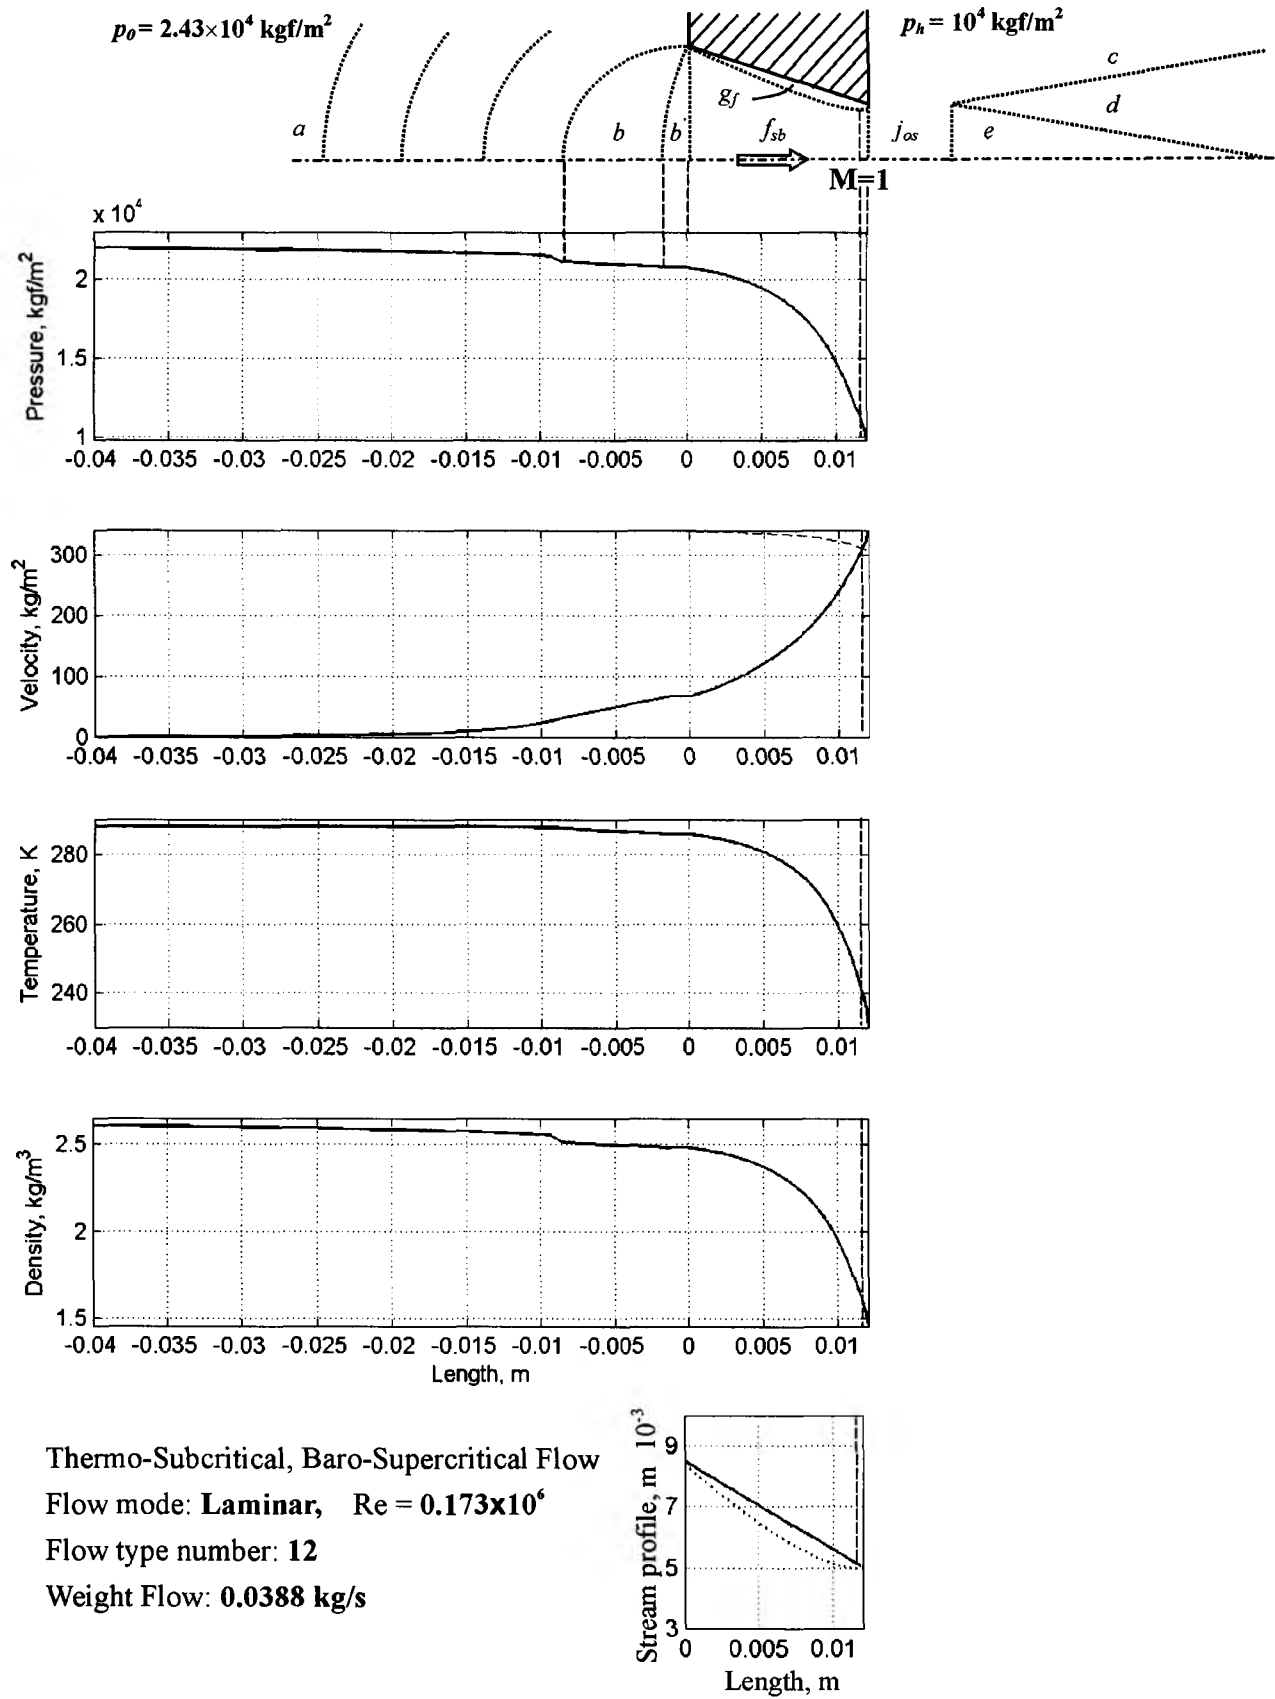 p₀ = 2.43×10⁴ kgf/m²
pₕ = 10⁴ kgf/m²
a b b' g_f f_sb j_os c d e
M=1
x 10⁴
Pressure, kgf/m²
2
1.5
1
-0.04 -0.035 -0.03 -0.025 -0.02 -0.015 -0.01 -0.005 0 0.005 0.01
Velocity, kg/m²
300
200
100
0
-0.04 -0.035 -0.03 -0.025 -0.02 -0.015 -0.01 -0.005 0 0.005 0.01
Temperature, K
280
260
240
-0.04 -0.035 -0.03 -0.025 -0.02 -0.015 -0.01 -0.005 0 0.005 0.01
Density, kg/m³
2.5
2
1.5
-0.04 -0.035 -0.03 -0.025 -0.02 -0.015 -0.01 -0.005 0 0.005 0.01
Length, m
Thermo-Subcritical, Baro-Supercritical Flow
Flow mode: Laminar, Re = 0.173x10⁶
Flow type number: 12
Weight Flow: 0.0388 kg/s
Stream profile, m 10⁻³
9
7
5
3
0 0.005 0.01
Length, m